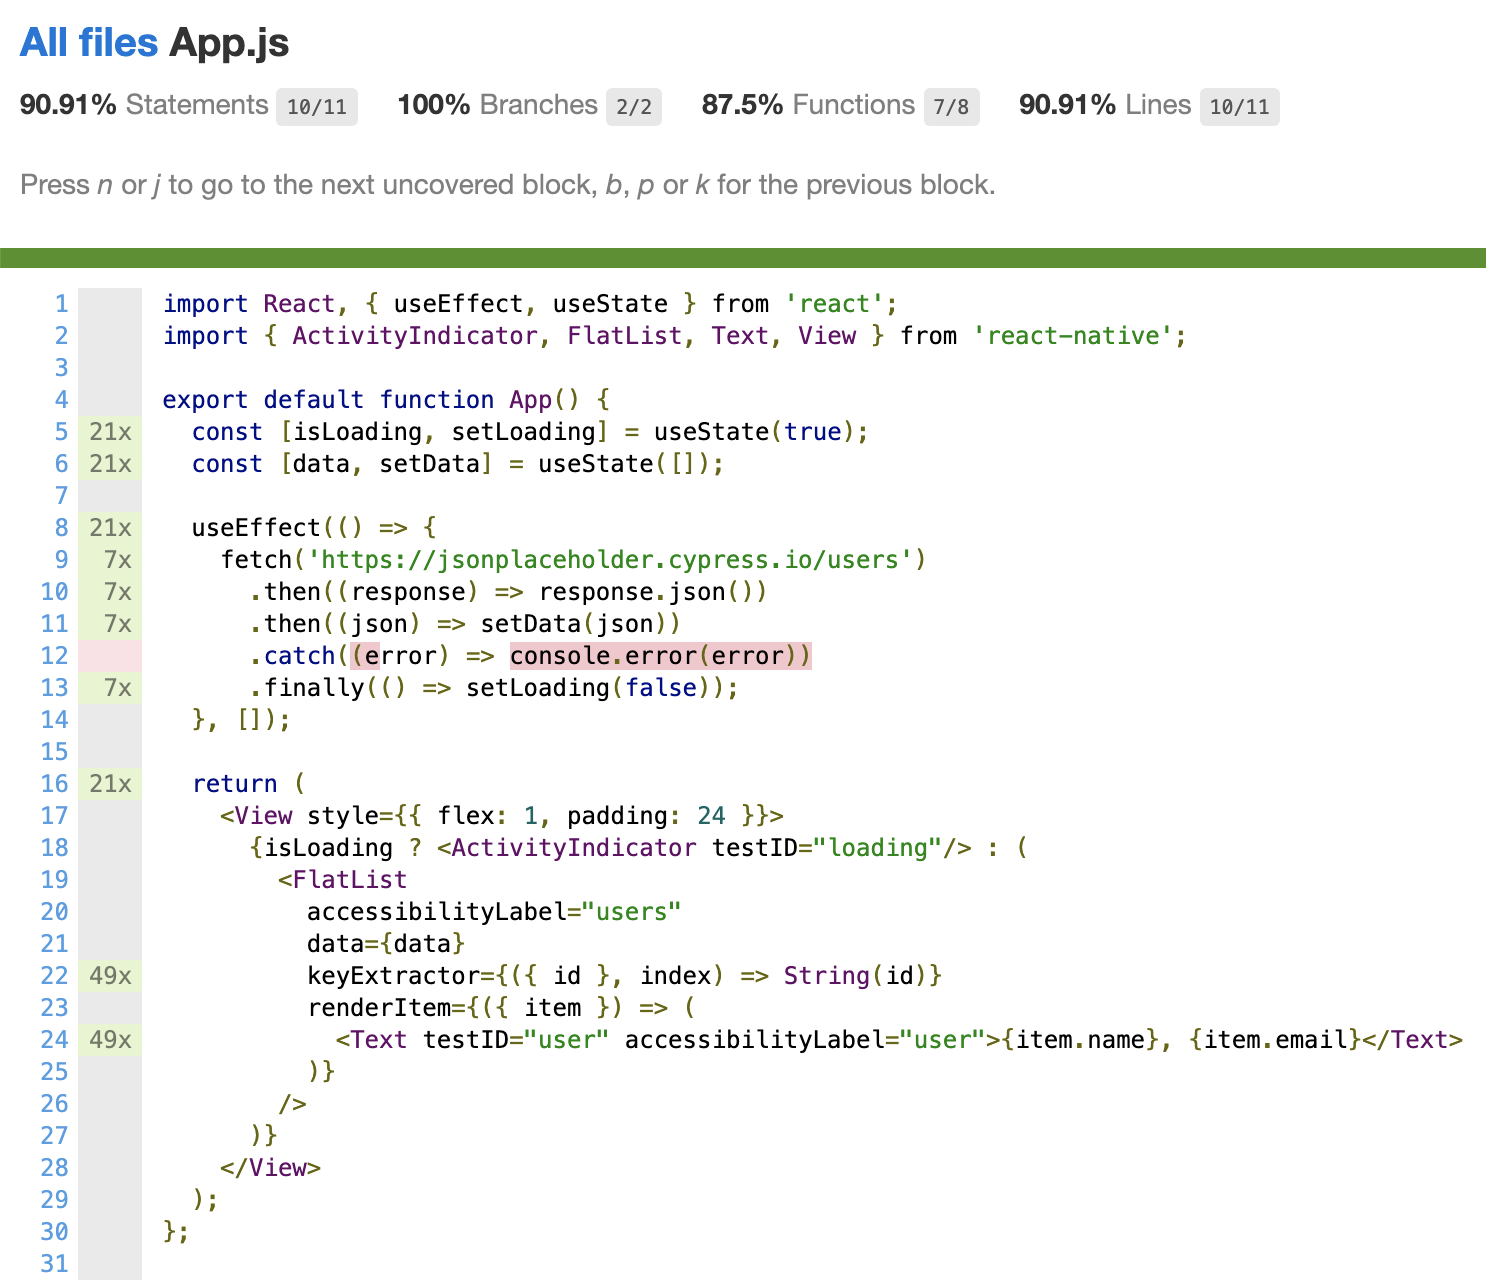 All files App.js
90.91% Statements 10/11 100% Branches 2/2 87.5% Functions 7/8 90.91% Lines 10/11
Press n or j to go to the next uncovered block, b, p or k for the previous block.
1 import React, { useEffect, useState } from 'react';
2 import { ActivityIndicator, FlatList, Text, View } from 'react-native';
3
4 export default function App() {
5 21x const [isLoading, setLoading] = useState(true);
6 21x const [data, setData] = useState([]);
7
8 21x useEffect(() => {
9 7x fetch('https://jsonplaceholder.cypress.io/users')
10 7x .then((response) => response.json())
11 7x .then((json) => setData(json))
12 .catch((error) => console.error(error))
13 7x .finally(() => setLoading(false));
14 }, []);
15
16 21x return (
17 <View style={{ flex: 1, padding: 24 }}>
18 {isLoading ? <ActivityIndicator testID="loading"/> : (
19 <FlatList
20 accessibilityLabel="users"
21 data={data}
22 49x keyExtractor={({ id }, index) => String(id)}
23 renderItem={({ item }) => (
24 49x <Text testID="user" accessibilityLabel="user">{item.name}, {item.email}</Text>
25 )}
26 />
27 )}
28 </View>
29 );
30 };
31